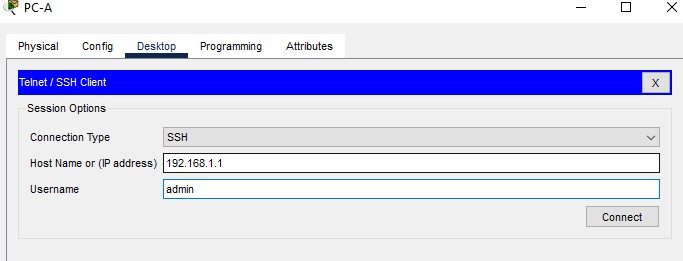 PC-A
Physical Config Desktop Programming Attributes
Telnet / SSH Client X
Session Options
Connection Type SSH
Host Name or (IP address) 192.168.1.1
Username admin
Connect